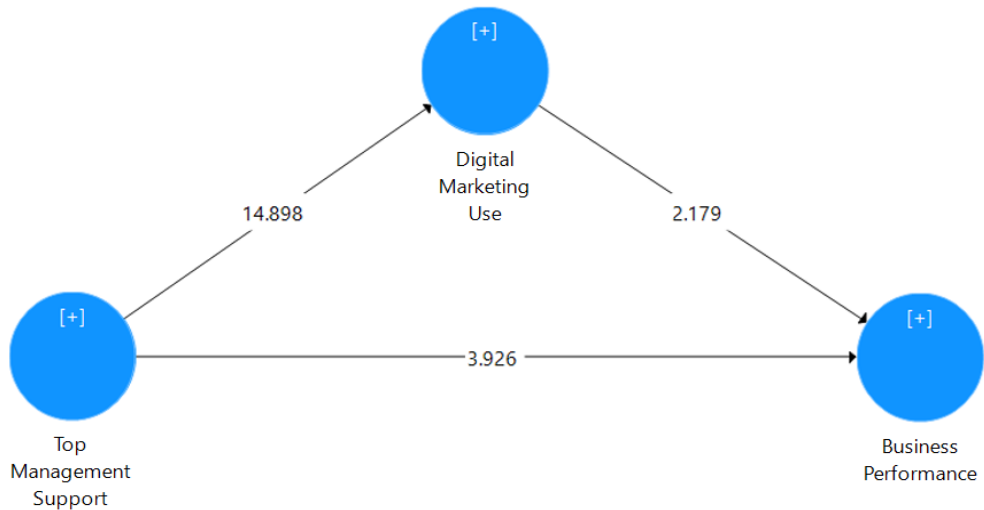 [+]
Digital
Marketing
Use
14.898
2.179
[+]
[+]
3.926
Top
Management
Support
Business
Performance